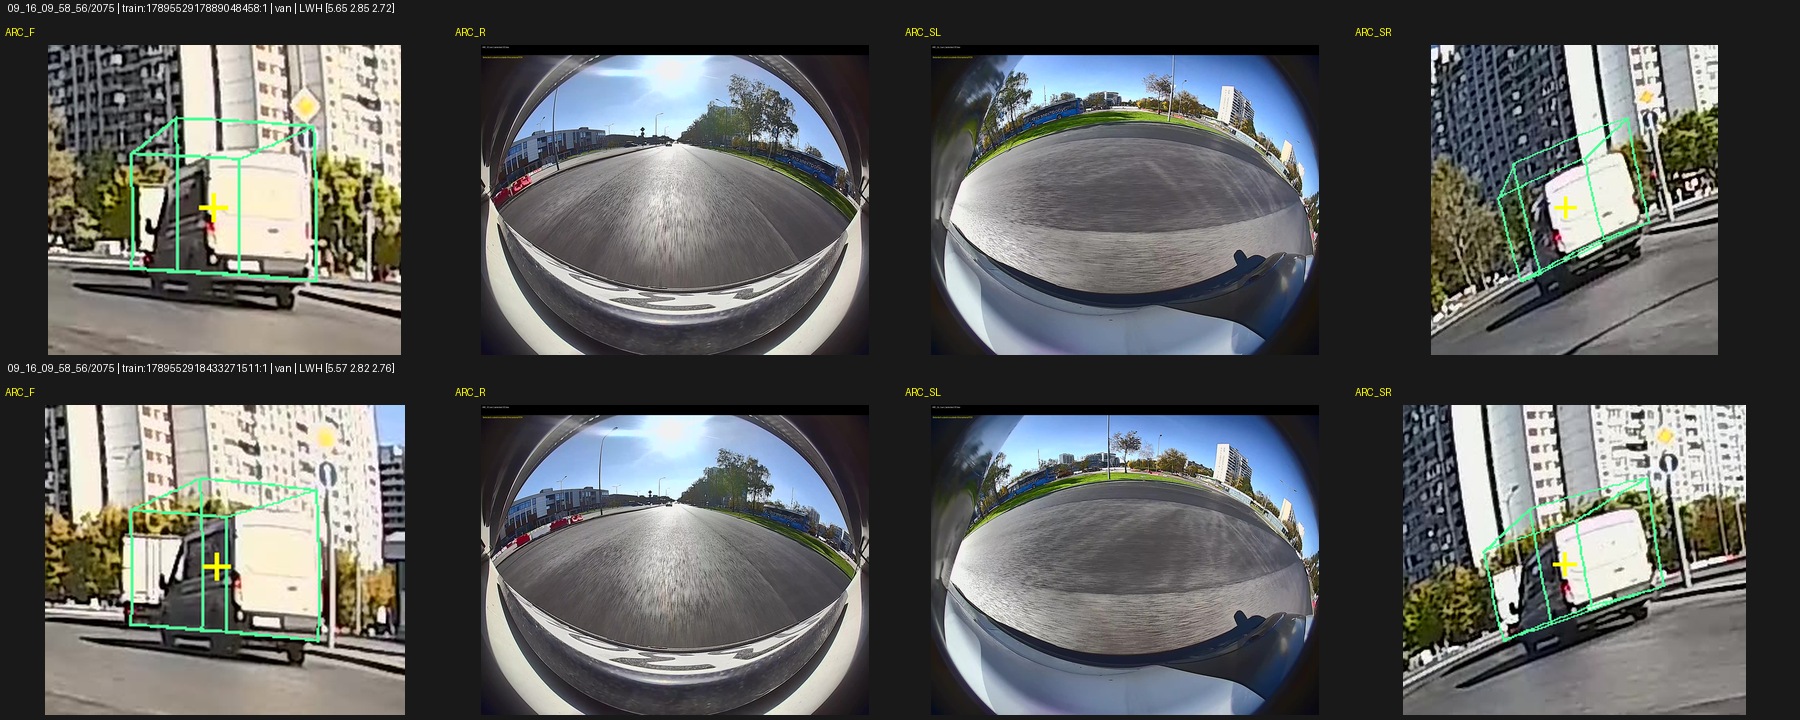 09_16_09_58_56/2075 | train:1789552917889048458:1 | van | LWH [5.65 2.85 2.72]
ARC_F
ARC_R
ARC_SL
ARC_SR
09_16_09_58_56/2075 | train:1789552918433271511:1 | van | LWH [5.57 2.82 2.76]
ARC_F
ARC_R
ARC_SL
ARC_SR